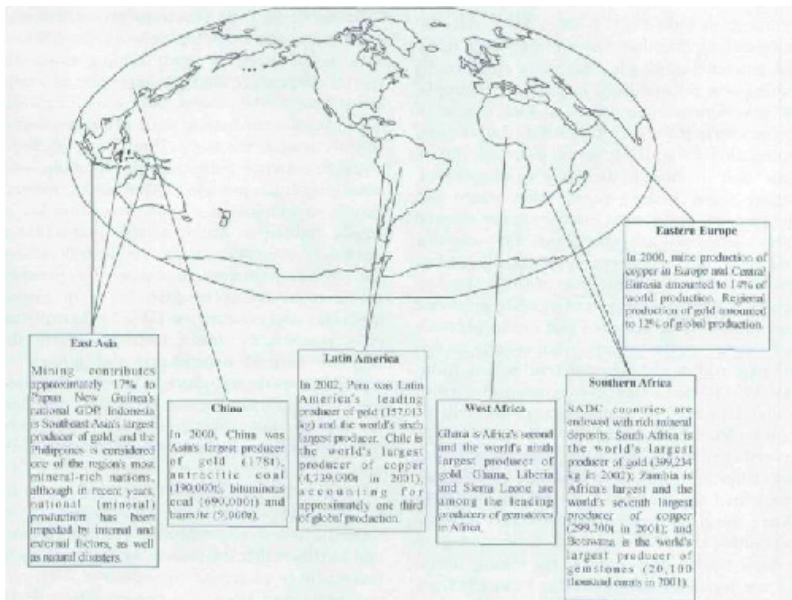 Eastern Europe
In 2000, mine production of
copper in Europe and Central
Eurasia amounted to 14% of
world production. Regional
production of gold amounted
to 12% of global production.
East Asia
Mining contributes
approximately 17% to
Papua New Guinea's
national GDP. Indonesia
is Southeast Asia's largest
producer of gold, and the
Philippines is considered
one of the region's most
mineral-rich nations,
although in recent years,
national (mineral)
production has been
impeded by internal and
external factors, as well
as natural disasters.
China
In 2000, China was
Asia's largest producer
of gold (178t),
coal
(190,000t), bituminous
coal (690,000t) and
Latin America
In 2002, Peru was Latin
America's leading
producer of gold (157,013
kg) and the world's sixth
largest producer. Chile is
the world's largest
producer of copper
(4,739,000t in 2001),
accounting for
approximately one third
of global production.
West Africa
Ghana is Africa's second
and the world's ninth
largest producer of
gold. Ghana, Liberia
and Sierra Leone are
among the leading
producers of gemstones
in Africa.
Southern Africa
SADC countries are
endowed with rich mineral
deposits. South Africa is
the world's largest
producer of gold (399,234
kg in 2002); Zambia is
Africa's largest and the
world's seventh largest
producer of copper
in 2001); and
Botswana is the world's
largest producer of
gemstones (20,100
thousand carats in 2001).